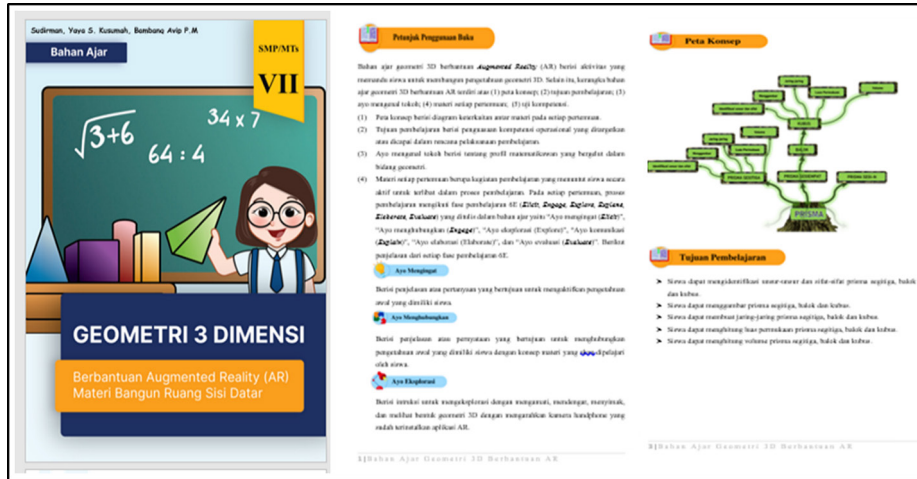 Sudirman, Yaya S. Kusumah, Bambang Avip P.M
Bahan Ajar
SMP/MTs
VII
√3+6
34 x 7
64 : 4
GEOMETRI 3 DIMENSI
Berbantuan Augmented Reality (AR)
Materi Bangun Ruang Sisi Datar
Petunjuk Penggunaan Buku
Bahan ajar geometri 3D berbantuan Augmented Reality (AR) berisi aktivitas yang
memandu siswa untuk membangun pengetahuan geometri 3D. Selain itu, kerangka bahan
ajar geometri 3D berbantuan AR terdiri atas (1) peta konsep; (2) tujuan pembelajaran; (3)
ayo mengenal tokoh; (4) materi setiap pertemuan; (5) uji kompetensi.
(1) Peta konsep berisi diagram keterkaitan antar materi pada setiap pertemuan.
(2) Tujuan pembelajaran berisi penguasaan kompetensi operasional yang ditargetkan
atau dicapai dalam rencana pelaksanaan pembelajaran.
(3) Ayo mengenal tokoh berisi tentang profil matematikawan yang bergelut dalam
bidang geometri.
(4) Materi setiap pertemuan berupa kegiatan pembelajaran yang menuntut siswa secara
aktif untuk terlibat dalam proses pembelajaran. Pada setiap pertemuan, proses
pembelajaran mengikuti fase pembelajaran 6E (Elicit, Engage, Explore, Explane,
Elaborate, Evaluate) yang ditulis dalam bahan ajar yaitu "Ayo mengingat (Elicit)",
"Ayo menghubungkan (Engage)", "Ayo eksplorasi (Explore)", "Ayo komunikasi
(Explain)", "Ayo elaborasi (Elaborate)", dan "Ayo evaluasi (Evaluate)". Berikut
penjelasan dari setiap fase pembelajaran 6E.
Ayo Mengingat
Berisi penjelasan atau pertanyaan yang bertujuan untuk mengaktifkan pengetahuan
awal yang dimiliki siswa.
Ayo Menghubungkan
Berisi penjelasan atau pernyataan yang bertujuan untuk menghubungkan
pengetahuan awal yang dimiliki siswa dengan konsep materi yang akan dipelajari
oleh siswa.
Ayo Eksplorasi
Berisi instruksi untuk mengeksplorasi dengan mengamati, mendengar, menyimak,
dan melihat bentuk geometri 3D dengan mengarahkan kamera handphone yang
sudah terinstalkan aplikasi AR.
Bahan Ajar Geometri 3D Berbantuan AR
Peta Konsep
KUBUS
BALOK
PRISMA SEGITIGA
PRISMA SEGIEMPAT
PRISMA SEGI-N
PRISMA
Tujuan Pembelajaran
➤ Siswa dapat mengidentifikasi unsur-unsur dan sifat-sifat prisma segitiga, balok
dan kubus.
➤ Siswa dapat menggambar prisma segitiga, balok dan kubus.
➤ Siswa dapat membuat jaring-jaring prisma segitiga, balok dan kubus.
➤ Siswa dapat menghitung luas permukaan prisma segitiga, balok dan kubus.
➤ Siswa dapat menghitung volume prisma segitiga, balok dan kubus.
Bahan Ajar Geometri 3D Berbantuan AR